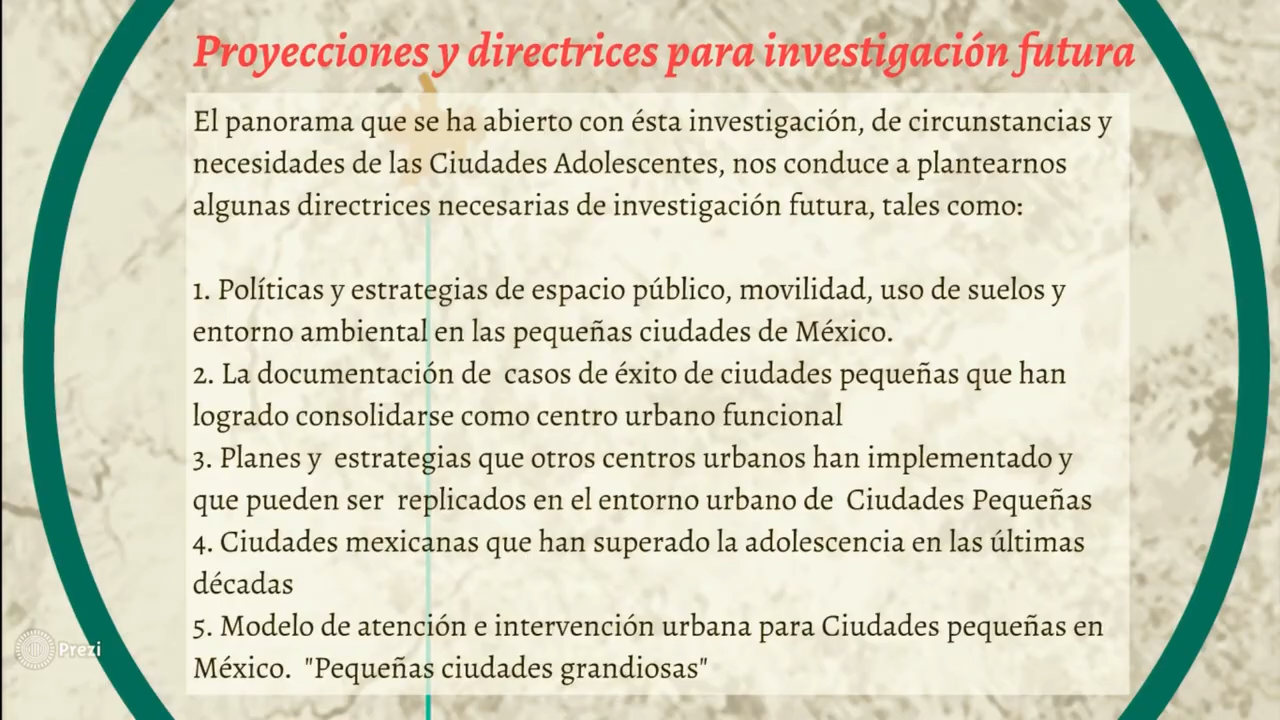 Proyecciones y directrices para investigación futura
El panorama que se ha abierto con ésta investigación, de circunstancias y
necesidades de las Ciudades Adolescentes, nos conduce a plantearnos
algunas directrices necesarias de investigación futura, tales como:
1. Políticas y estrategias de espacio público, movilidad, uso de suelos y
entorno ambiental en las pequeñas ciudades de México.
2. La documentación de casos de éxito de ciudades pequeñas que han
logrado consolidarse como centro urbano funcional
3. Planes y estrategias que otros centros urbanos han implementado y
que pueden ser replicados en el entorno urbano de Ciudades Pequeñas
4. Ciudades mexicanas que han superado la adolescencia en las últimas
décadas
5. Modelo de atención e intervención urbana para Ciudades pequeñas en
México. "Pequeñas ciudades grandiosas"
Prezi